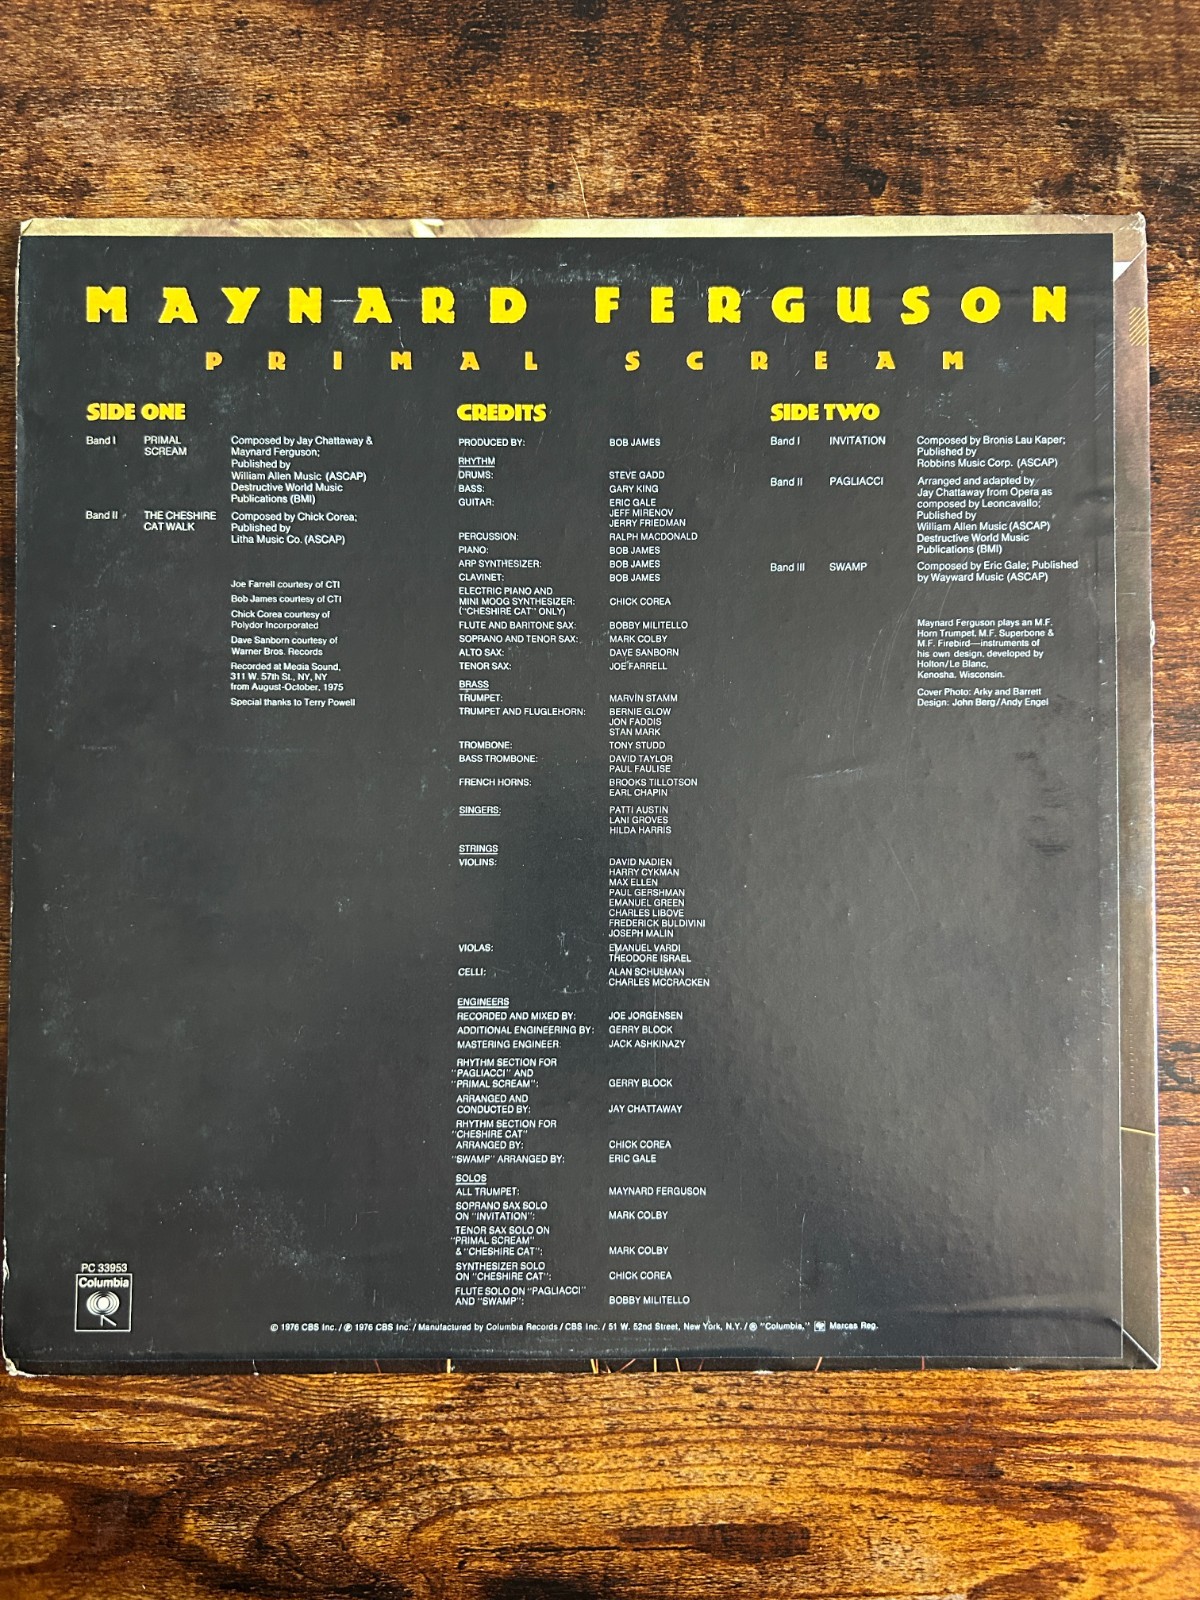 MAYNARD FERGUSON
PRIMAL SCREAM
SIDE ONE
Band I PRIMAL SCREAM
Composed by Jay Chattaway &
Maynard Ferguson;
Published by
William Allen Music (ASCAP)
Destructive World Music
Publications (BMI)
Band II THE CHESHIRE CAT WALK
Composed by Chick Corea;
Published by
Litha Music Co. (ASCAP)
Joe Farrell courtesy of CTI
Bob James courtesy of CTI
Chick Corea courtesy of
Polydor Incorporated
Dave Sanborn courtesy of
Warner Bros. Records
Recorded at Media Sound,
311 W. 57th St., NY, NY
from August-October, 1975
Special thanks to Terry Powell
CREDITS
PRODUCED BY: BOB JAMES
RHYTHM
DRUMS: STEVE GADD
BASS: GARY KING
GUITAR: ERIC GALE
JEFF MIRENOV
JERRY FRIEDMAN
PERCUSSION: RALPH MACDONALD
PIANO: BOB JAMES
ARP SYNTHESIZER: BOB JAMES
CLAVINET: BOB JAMES
ELECTRIC PIANO AND
MINI MOOG SYNTHESIZER: CHICK COREA
("CHESHIRE CAT" ONLY)
FLUTE AND BARITONE SAX: BOBBY MILITELLO
SOPRANO AND TENOR SAX: MARK COLBY
ALTO SAX: DAVE SANBORN
TENOR SAX: JOE FARRELL
BRASS
TRUMPET: MARVIN STAMM
TRUMPET AND FLUGLEHORN: BERNIE GLOW
JON FADDIS
STAN MARK
TROMBONE: TONY STUDD
BASS TROMBONE: DAVID TAYLOR
PAUL FAULISE
FRENCH HORNS: BROOKS TILLOTSON
EARL CHAPIN
SINGERS: PATTI AUSTIN
LANI GROVES
HILDA HARRIS
STRINGS
VIOLINS: DAVID NADIEN
HARRY CYKMAN
MAX ELLEN
PAUL GERSHMAN
EMANUEL GREEN
CHARLES LIBOVE
FREDERICK BULDIVINI
JOSEPH MALIN
VIOLAS: EMANUEL VARDI
THEODORE ISRAEL
CELLI: ALAN SCHULMAN
CHARLES MCCRACKEN
ENGINEERS
RECORDED AND MIXED BY: JOE JORGENSEN
ADDITIONAL ENGINEERING BY: GERRY BLOCK
MASTERING ENGINEER: JACK ASHKINAZY
RHYTHM SECTION FOR
"PAGLIACCI" AND
"PRIMAL SCREAM": GERRY BLOCK
ARRANGED AND
CONDUCTED BY: JAY CHATTAWAY
RHYTHM SECTION FOR
"CHESHIRE CAT"
ARRANGED BY: CHICK COREA
"SWAMP" ARRANGED BY: ERIC GALE
SOLOS
ALL TRUMPET: MAYNARD FERGUSON
SOPRANO SAX SOLO
ON "INVITATION": MARK COLBY
TENOR SAX SOLO ON
"PRIMAL SCREAM"
& "CHESHIRE CAT": MARK COLBY
SYNTHESIZER SOLO
ON "CHESHIRE CAT": CHICK COREA
FLUTE SOLO ON "PAGLIACCI"
AND "SWAMP": BOBBY MILITELLO
SIDE TWO
Band I INVITATION
Composed by Bronis Lau Kaper;
Published by
Robbins Music Corp. (ASCAP)
Band II PAGLIACCI
Arranged and adapted by
Jay Chattaway from Opera as
composed by Leoncavallo;
Published by
William Allen Music (ASCAP)
Destructive World Music
Publications (BMI)
Band III SWAMP
Composed by Eric Gale; Published
by Wayward Music (ASCAP)
Maynard Ferguson plays an M.F.
Horn Trumpet, M.F. Superbone &
M.F. Firebird—instruments of
his own design, developed by
Holton/Le Blanc,
Kenosha, Wisconsin.
Cover Photo: Arky and Barrett
Design: John Berg/Andy Engel
PC 33953
Columbia
© 1976 CBS Inc. / ℗ 1976 CBS Inc. / Manufactured by Columbia Records / CBS Inc. / 51 W. 52nd Street, New York, N.Y. / ® "Columbia," Marcas Reg.